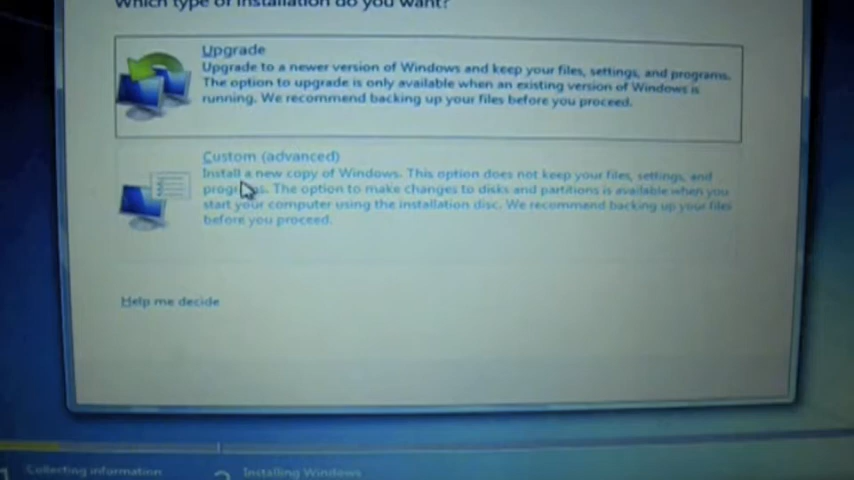 Which type of installation do you want?
Upgrade
Upgrade to a newer version of Windows and keep your files, settings, and programs.
The option to upgrade is only available when an existing version of Windows is
running. We recommend backing up your files before you proceed.
Custom (advanced)
Install a new copy of Windows. This option does not keep your files, settings, and
programs. The option to make changes to disks and partitions is available when you
start your computer using the installation disc. We recommend backing up your files
before you proceed.
Help me decide
1 Collecting information
2 Installing Windows